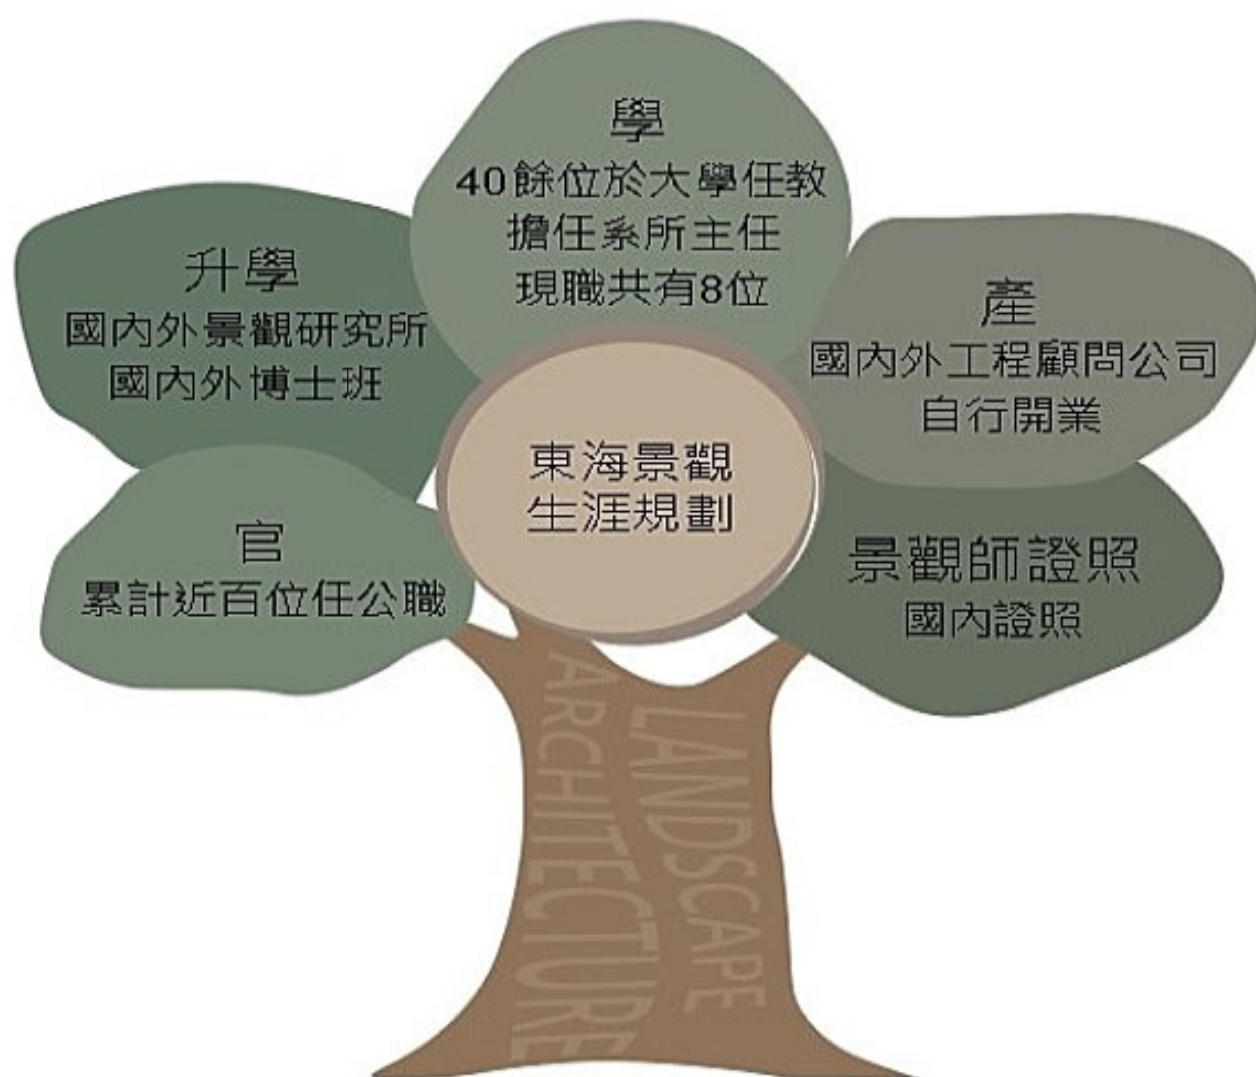 學
40餘位於大學任教
擔任系所主任
現職共有8位
升學
國內外景觀研究所
國內外博士班
產
國內外工程顧問公司
自行開業
東海景觀
生涯規劃
官
累計近百位任公職
景觀師證照
國內證照
LANDSCAPE
ARCHITECTURE